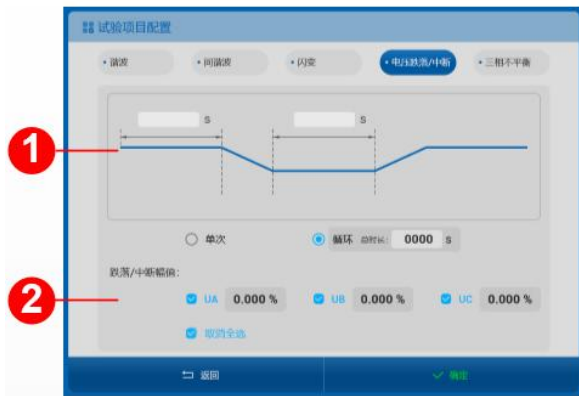 试验项目配置
• 谐波 • 间谐波 • 闪变 • 电压跌落/中断 • 三相不平衡
S S
1
单次 循环 总时长: 0000 s
跌落/中断幅值:
2
UA 0.000 % UB 0.000 % UC 0.000 %
取消全选
返回 确定